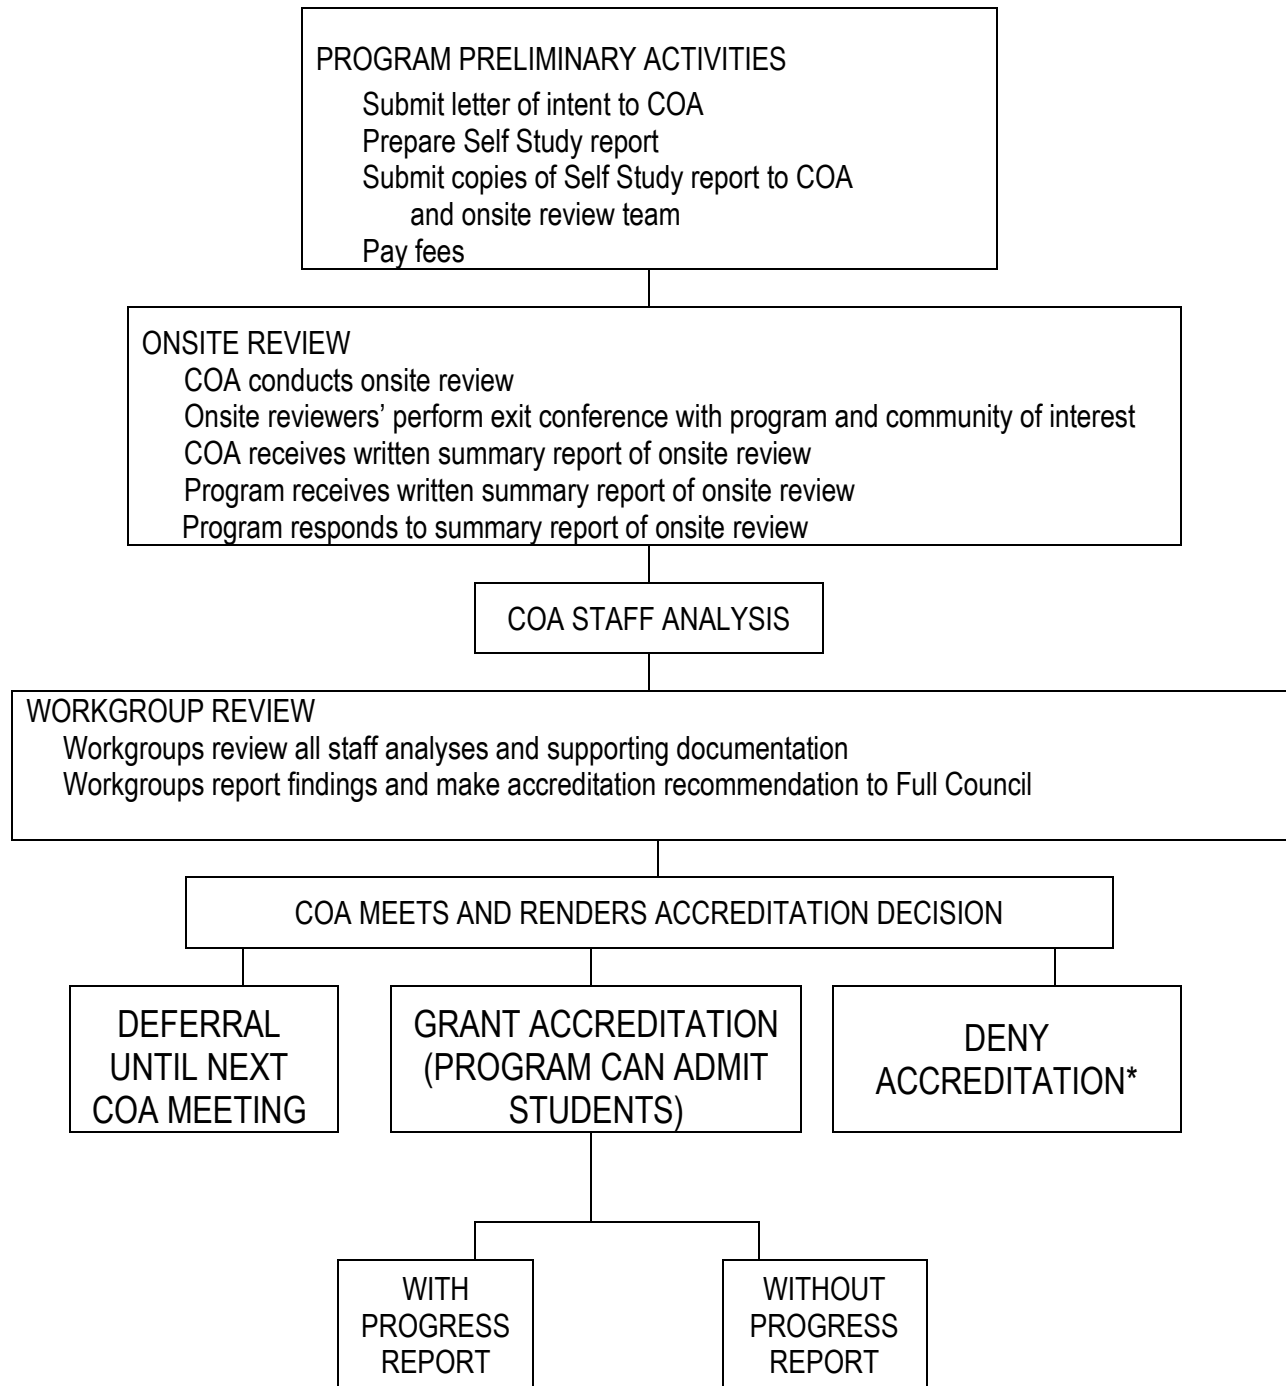 PROGRAM PRELIMINARY ACTIVITIES
Submit letter of intent to COA
Prepare Self Study report
Submit copies of Self Study report to COA
and onsite review team
Pay fees
ONSITE REVIEW
COA conducts onsite review
Onsite reviewers’ perform exit conference with program and community of interest
COA receives written summary report of onsite review
Program receives written summary report of onsite review
Program responds to summary report of onsite review
COA STAFF ANALYSIS
WORKGROUP REVIEW
Workgroups review all staff analyses and supporting documentation
Workgroups report findings and make accreditation recommendation to Full Council
COA MEETS AND RENDERS ACCREDITATION DECISION
DEFERRAL
UNTIL NEXT
COA MEETING
GRANT ACCREDITATION
(PROGRAM CAN ADMIT
STUDENTS)
DENY
ACCREDITATION*
WITH
PROGRESS
REPORT
WITHOUT
PROGRESS
REPORT